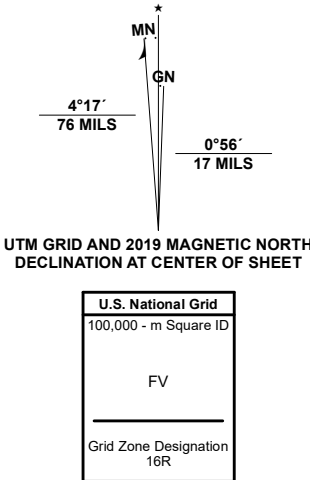 MN
GN
4°17´
76 MILS
0°56´
17 MILS
UTM GRID AND 2019 MAGNETIC NORTH
DECLINATION AT CENTER OF SHEET
U.S. National Grid
100,000 - m Square ID
FV
Grid Zone Designation
16R